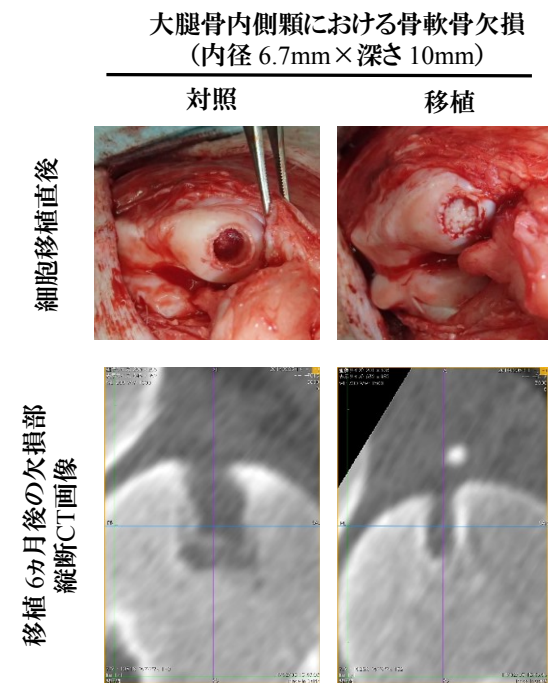 大腿骨内側顆における骨軟骨欠損
（内径 6.7mm×深さ 10mm）
対照
移植
細胞移植直後
移植 6ヵ月後の欠損部
縦断CT画像